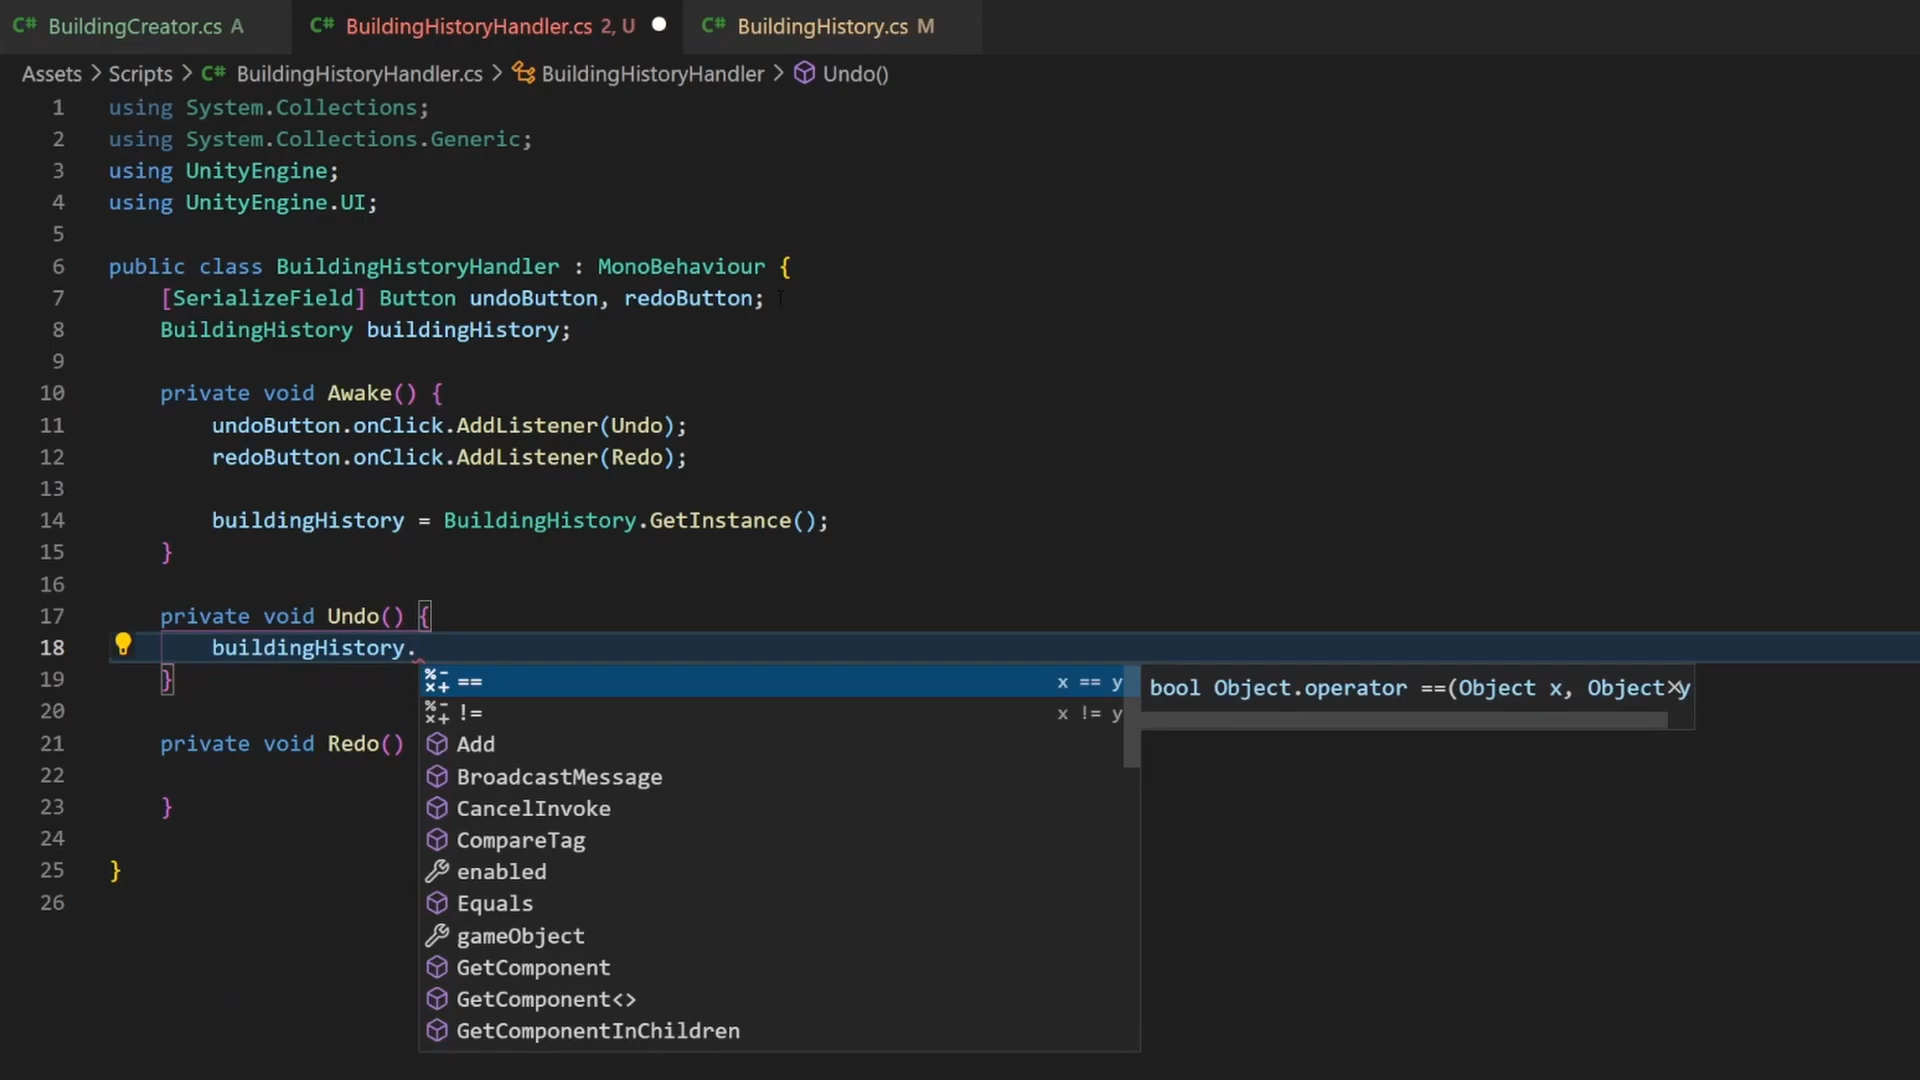 C# BuildingCreator.cs A C# BuildingHistoryHandler.cs 2, U C# BuildingHistory.cs M
Assets > Scripts > C# BuildingHistoryHandler.cs > BuildingHistoryHandler > Undo()
1 using System.Collections;
2 using System.Collections.Generic;
3 using UnityEngine;
4 using UnityEngine.UI;
5
6 public class BuildingHistoryHandler : MonoBehaviour {
7 [SerializeField] Button undoButton, redoButton;
8 BuildingHistory buildingHistory;
9
10 private void Awake() {
11 undoButton.onClick.AddListener(Undo);
12 redoButton.onClick.AddListener(Redo);
13
14 buildingHistory = BuildingHistory.GetInstance();
15 }
16
17 private void Undo() {
18 buildingHistory.
19 }
== x == y bool Object.operator ==(Object x, Object y
20
!= x != y
21 private void Redo()
Add
22
BroadcastMessage
23 }
CancelInvoke
24
CompareTag
25 }
enabled
26
Equals
gameObject
GetComponent
GetComponent<>
GetComponentInChildren